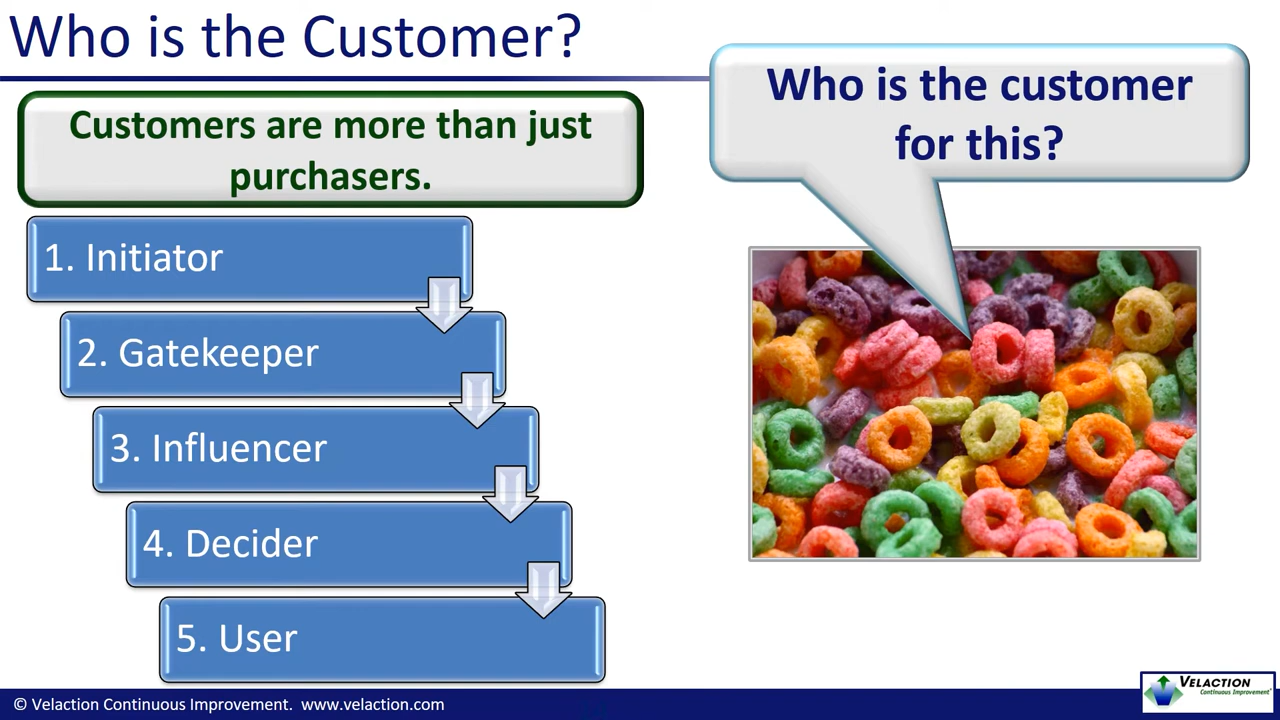 Who is the Customer?
Customers are more than just
purchasers.
1. Initiator
2. Gatekeeper
3. Influencer
4. Decider
5. User
Who is the customer
for this?
© Velaction Continuous Improvement.  www.velaction.com
VELACTION
Continuous Improvement®